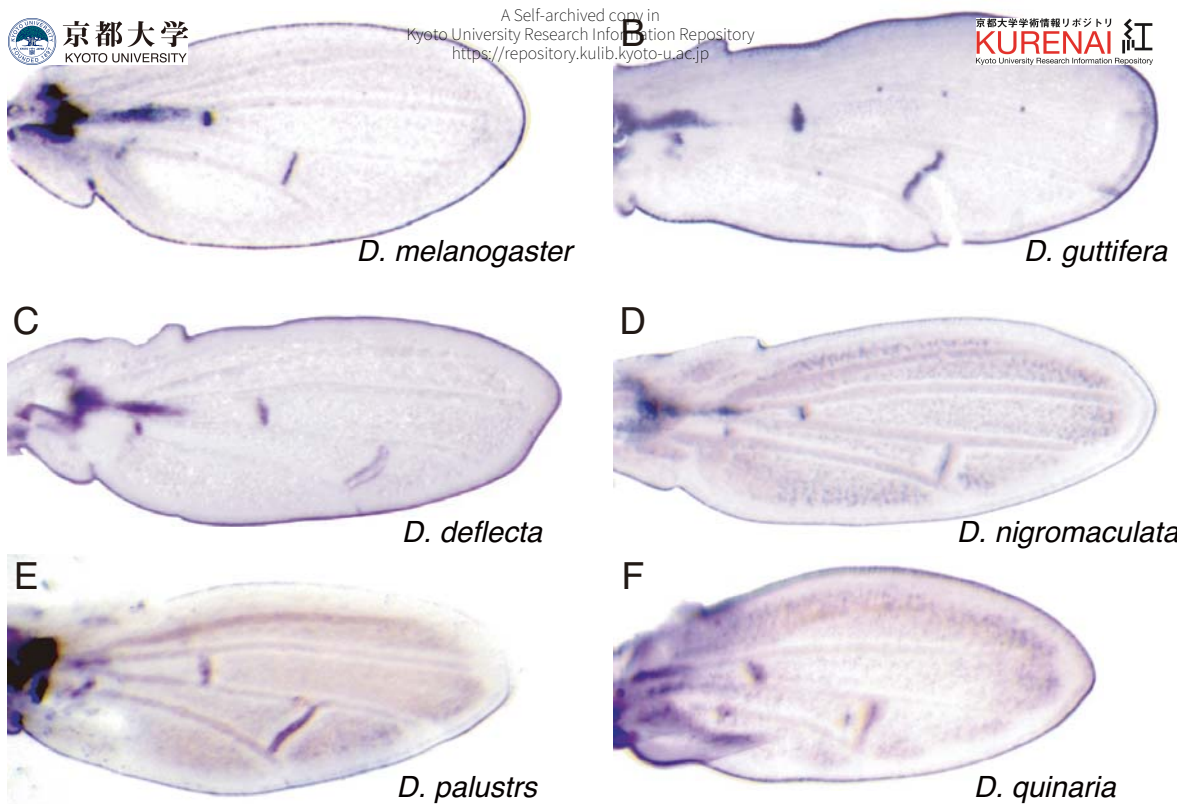 京都大学
KYOTO UNIVERSITY
A Self-archived copy in
Kyoto University Research Information Repository
https://repository.kulib.kyoto-u.ac.jp
京都大学学術情報リポジトリ
KURENAI 紅
Kyoto University Research Information Repository
B
D. melanogaster
D. guttifera
C
D
D. deflecta
D. nigromaculata
E
F
D. palustrs
D. quinaria